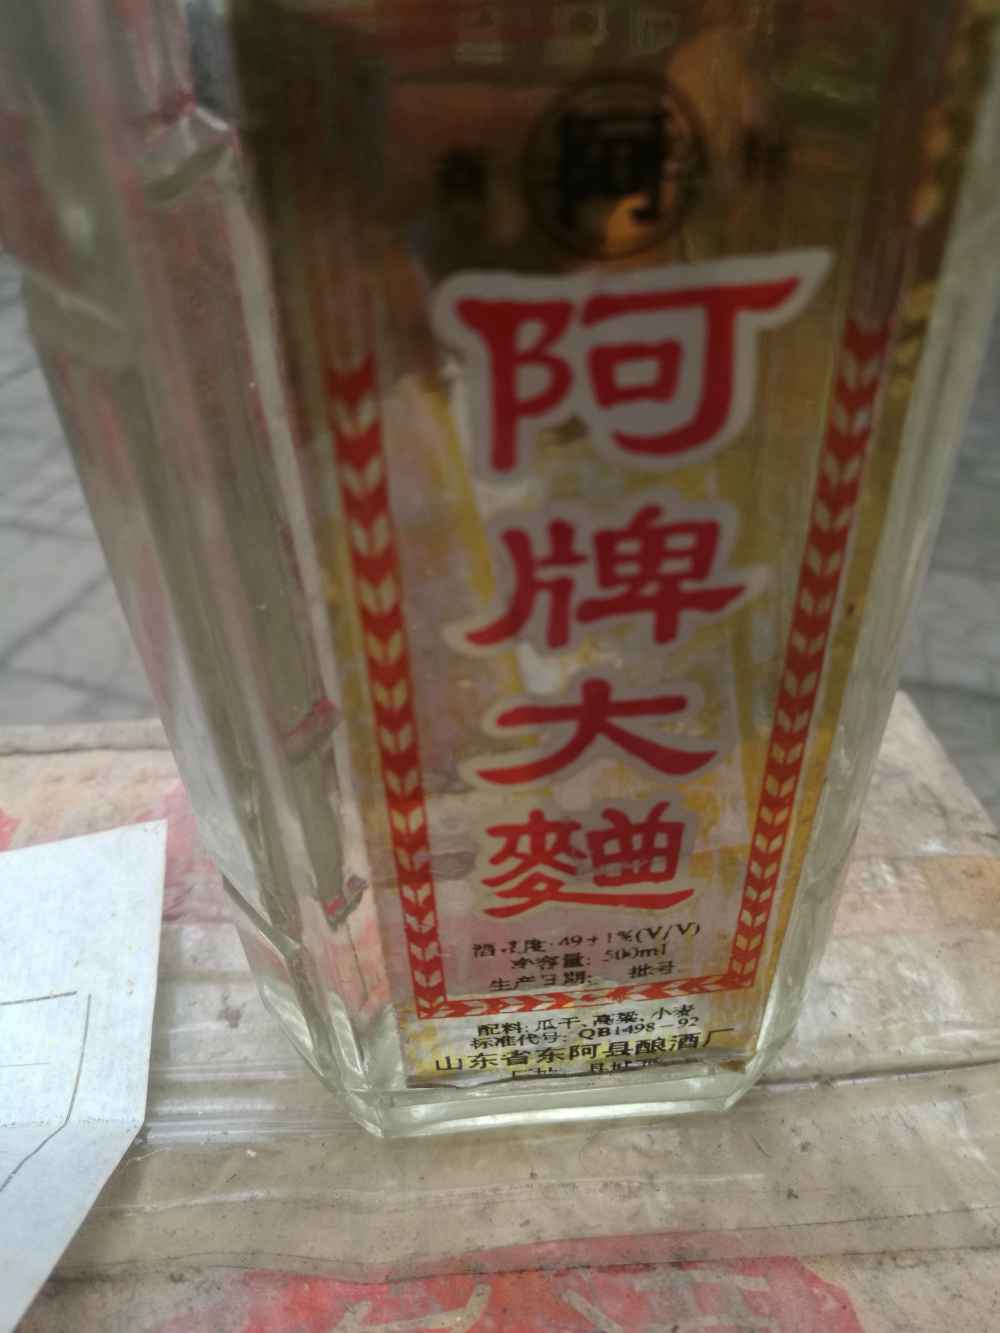 阿
阿
牌
大
麯
酒精度:49±1%(V/V)
净容量: 500ml
生产日期: 批号
配料:瓜干、高粱、小麦
标准代号: QB1498-92
山东省东阿县酿酒厂